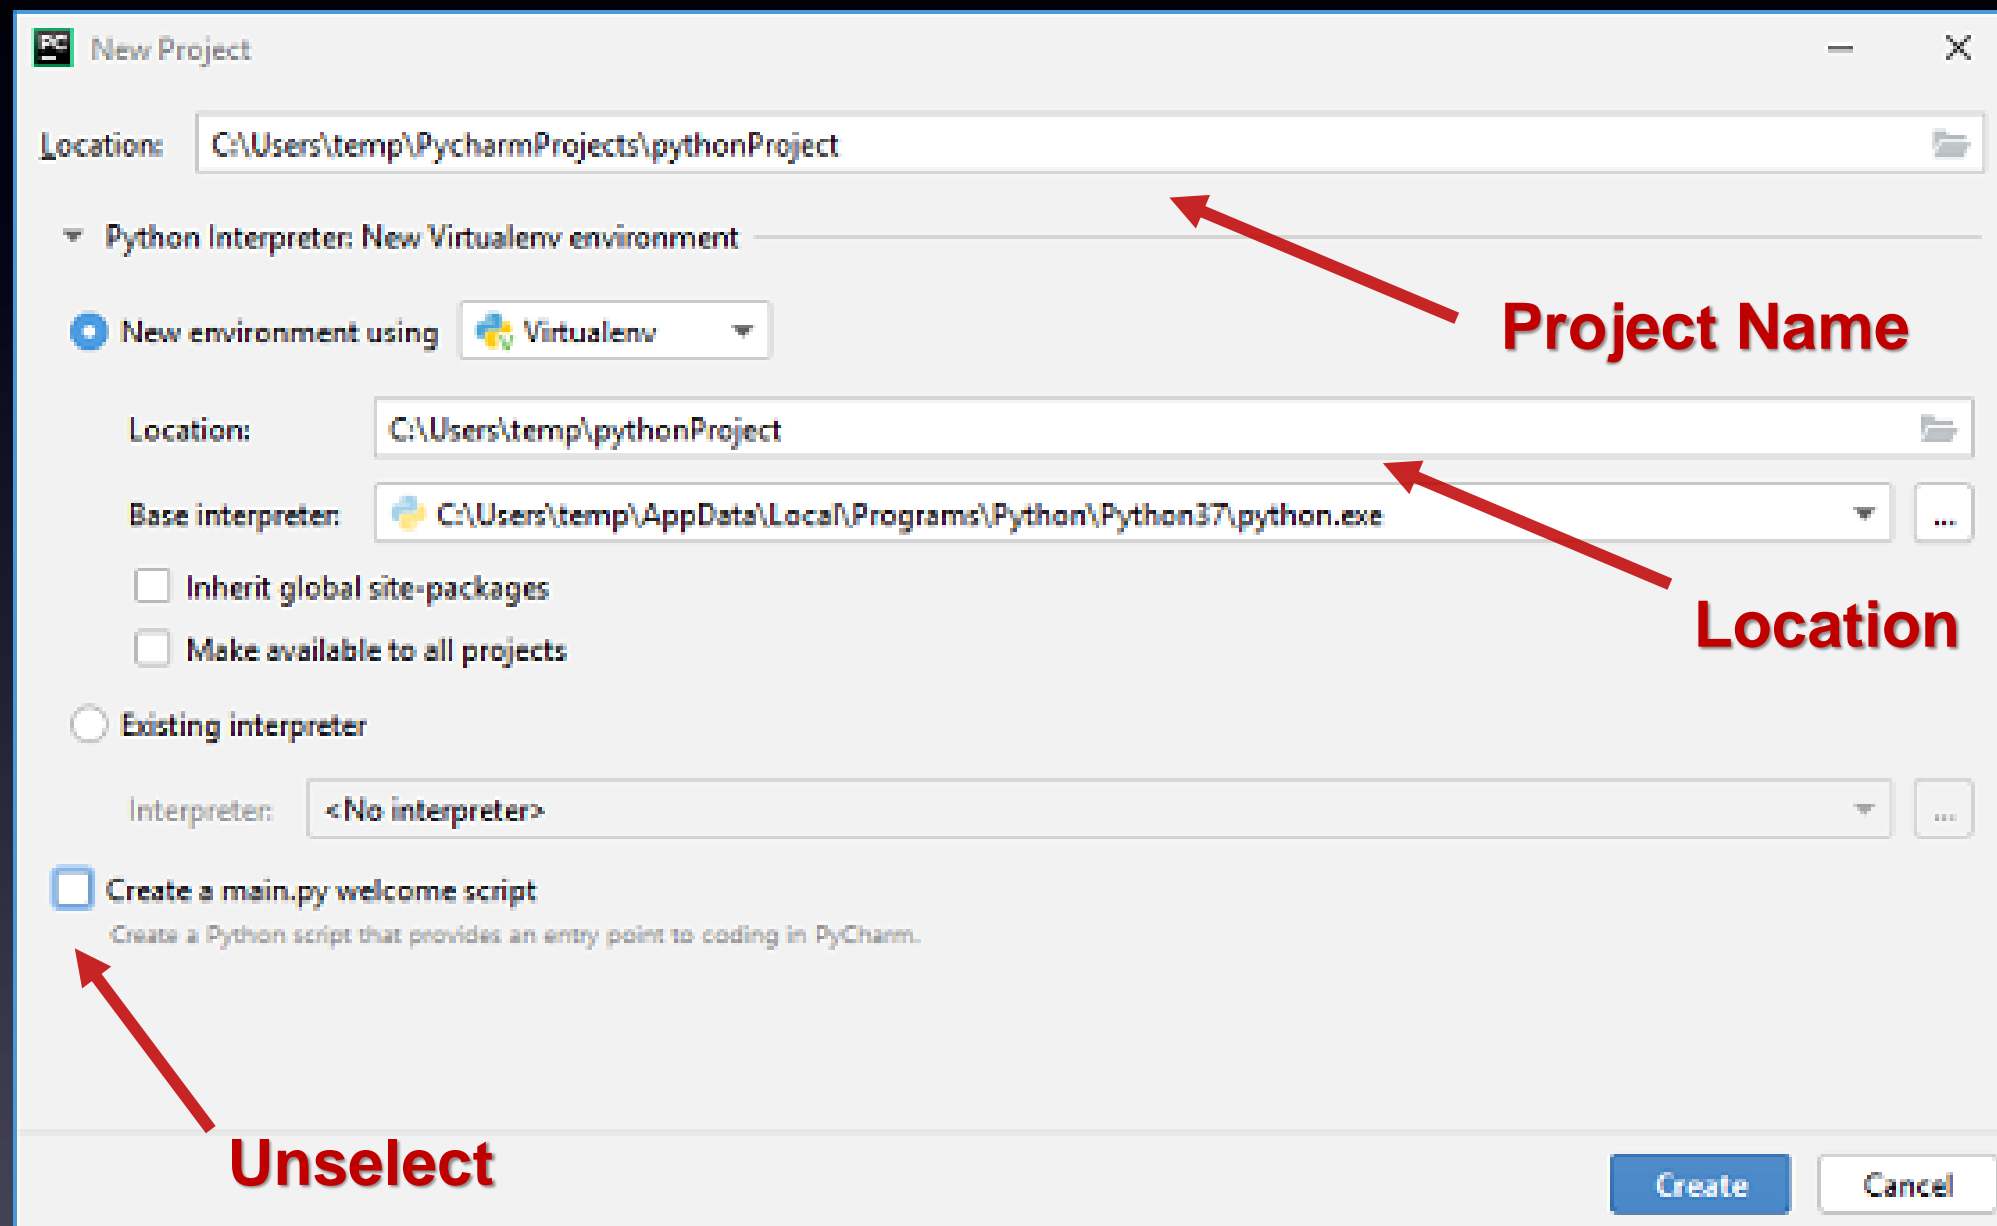 PC New Project
Location: C:\Users\temp\PycharmProjects\pythonProject
Python Interpreter: New Virtualenv environment
Project Name
New environment using Virtualenv
Location: C:\Users\temp\pythonProject
Base interpreter: C:\Users\temp\AppData\Local\Programs\Python\Python37\python.exe ...
Inherit global site-packages
Location
Make available to all projects
Existing interpreter
Interpreter: <No interpreter> ...
Create a main.py welcome script
Create a Python script that provides an entry point to coding in PyCharm.
Unselect
Create Cancel